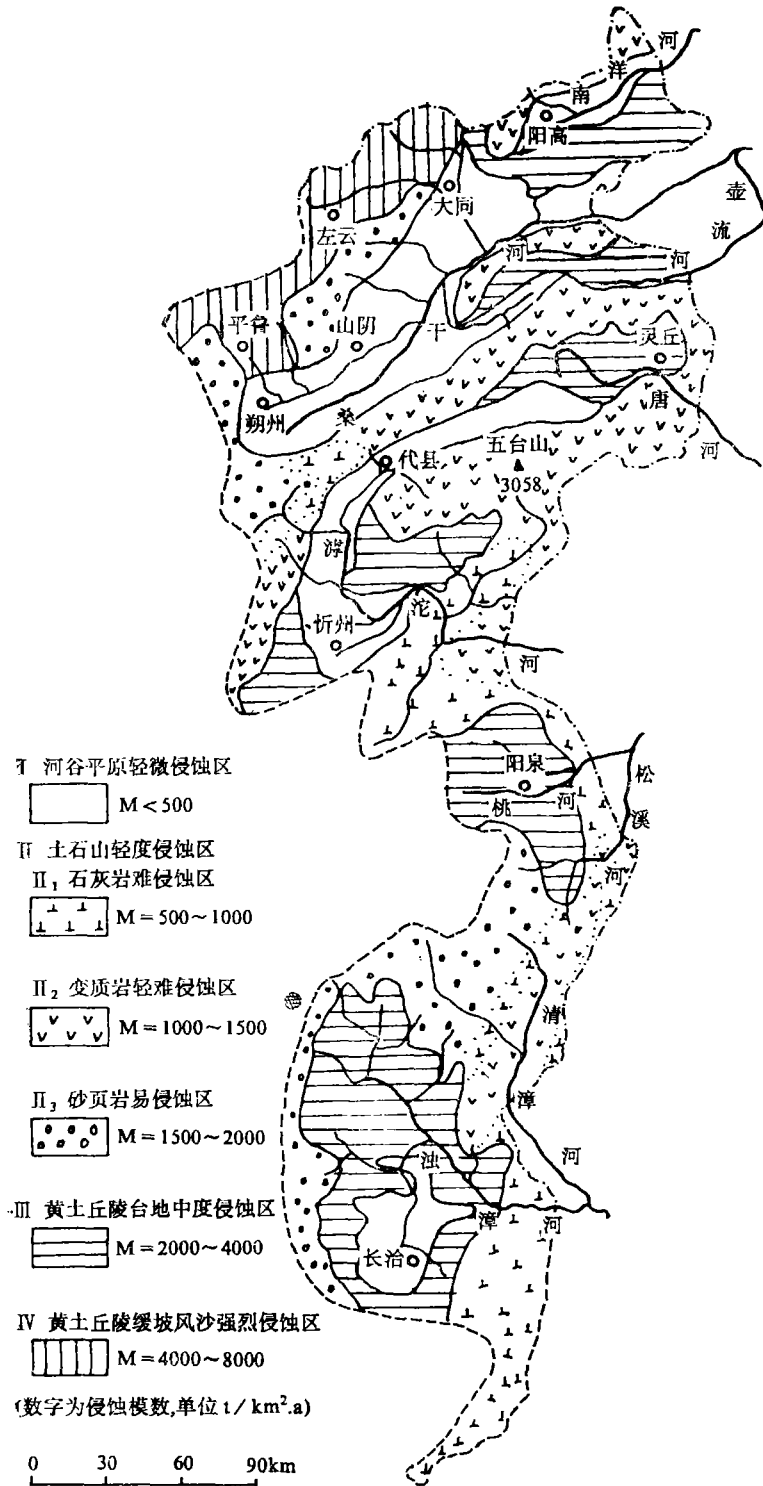 南
洋
河
阳高
大同
左云
壶
流
河
河
平鲁
山阴
干
灵丘
朔州
桑
唐
河
代县
五台山
3058
滹
沱
忻州
河
阳泉
桃
河
松
溪
河
清
漳
河
浊
漳
河
长治
I 河谷平原轻微侵蚀区
M<500
II 土石山轻度侵蚀区
II₁ 石灰岩难侵蚀区
M=500~1000
II₂ 变质岩轻难侵蚀区
M=1000~1500
II₃ 砂页岩易侵蚀区
M=1500~2000
III 黄土丘陵台地中度侵蚀区
M=2000~4000
IV 黄土丘陵缓坡风沙强烈侵蚀区
M=4000~8000
(数字为侵蚀模数,单位 t/km².a)
0 30 60 90km